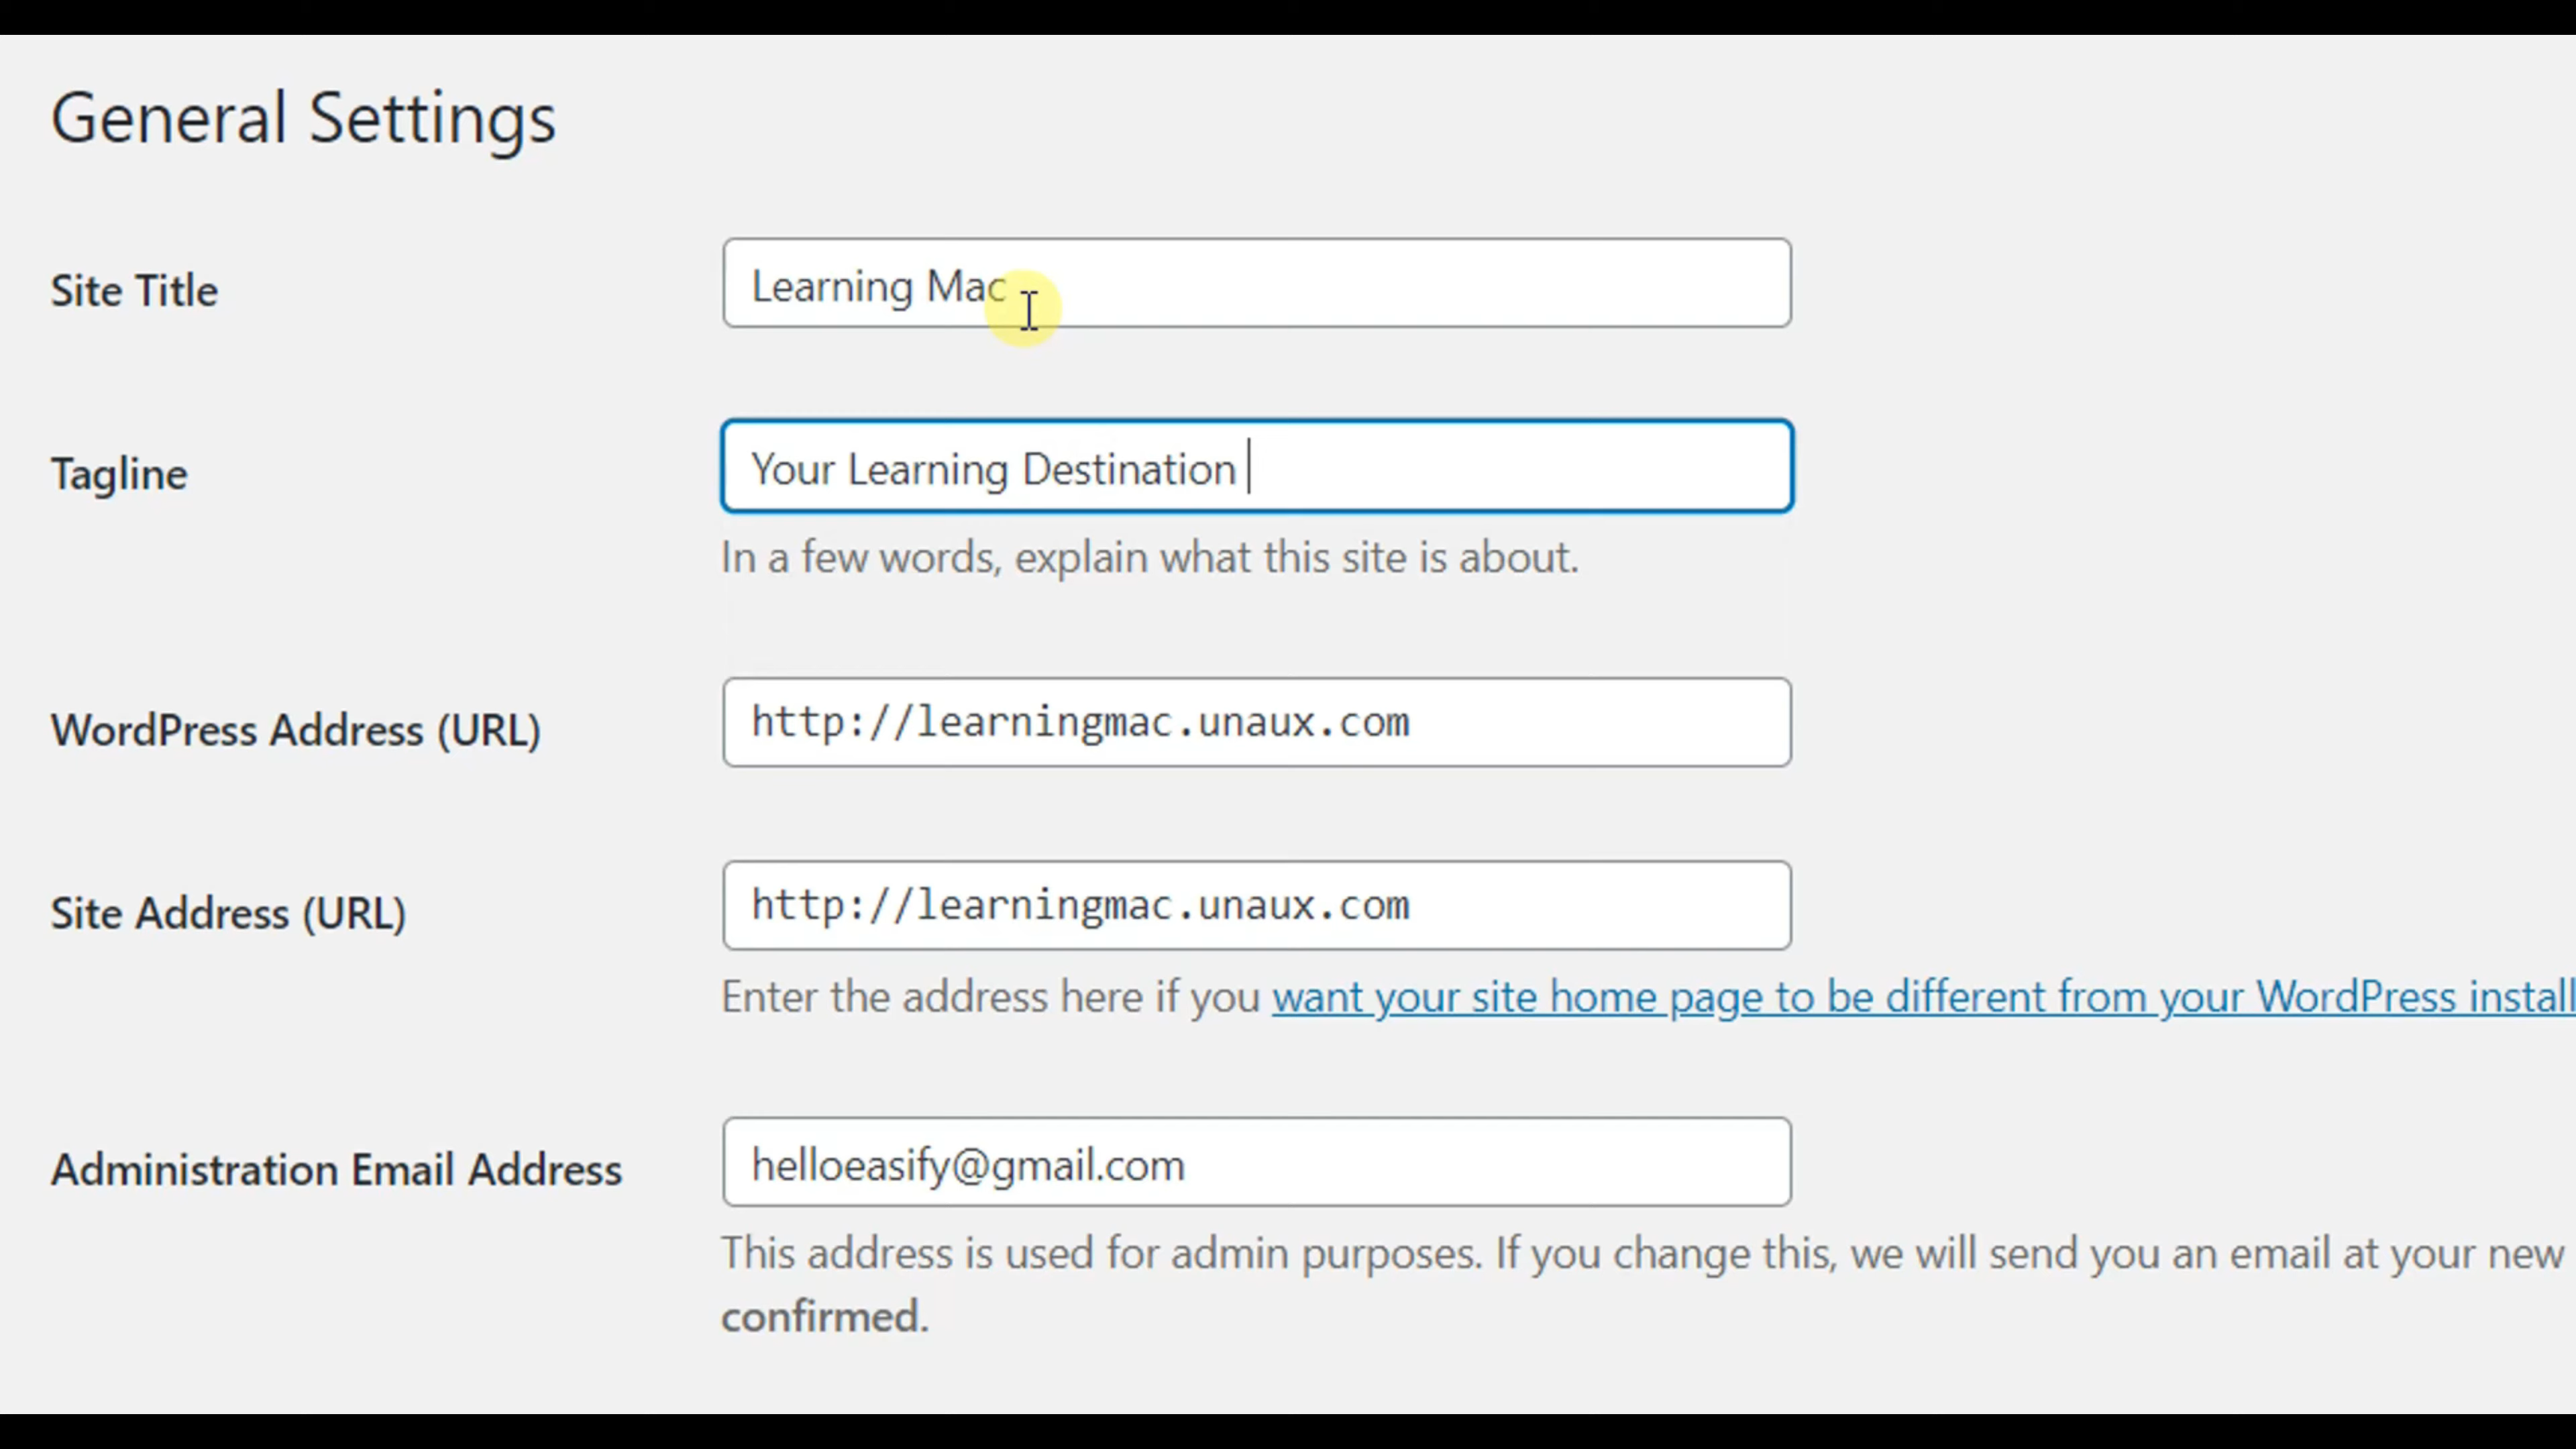 General Settings
Site Title
Learning Mac
Tagline
Your Learning Destination
In a few words, explain what this site is about.
WordPress Address (URL)
http://learningmac.unaux.com
Site Address (URL)
http://learningmac.unaux.com
Enter the address here if you want your site home page to be different from your WordPress install
Administration Email Address
helloeasify@gmail.com
This address is used for admin purposes. If you change this, we will send you an email at your new
confirmed.